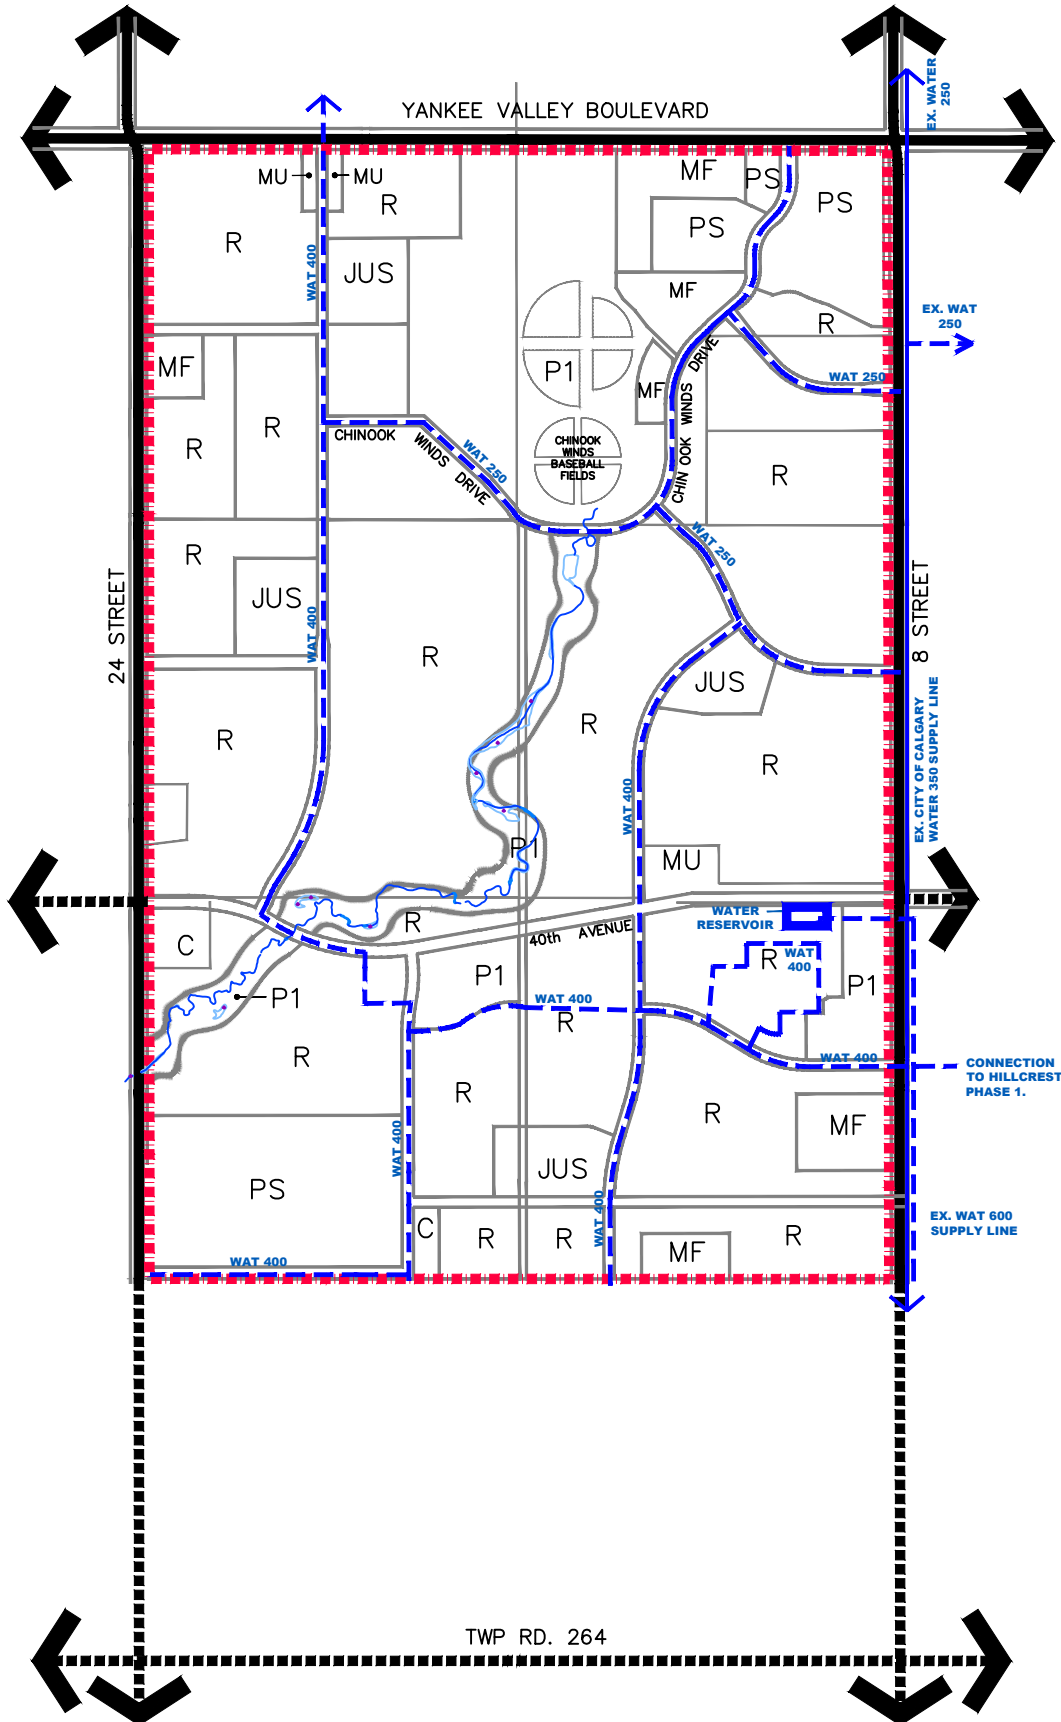 EX. WATER
250
YANKEE VALLEY BOULEVARD
MU
MU
R
MF
PS
PS
PS
R
WAT 400
JUS
MF
EX. WAT
250
R
MF
P1
MF
WAT 250
R
R
CHINOOK
WINDS
DRIVE
WAT 250
CHINOOK
WINDS
BASEBALL
FIELDS
CHINOOK WINDS DRIVE
R
R
WAT 250
24 STREET
JUS
8 STREET
WAT 400
R
JUS
R
R
R
WAT 400
EX. CITY OF CALGARY
WATER 350 SUPPLY LINE
P1
MU
R
WATER
RESERVOIR
40th AVENUE
C
R
WAT
400
P1
P1
P1
WAT 400
R
R
WAT 400
CONNECTION
TO HILLCREST
PHASE 1.
R
R
MF
WAT 400
JUS
PS
WAT 400
C
R
R
R
MF
EX. WAT 600
SUPPLY LINE
WAT 400
TWP RD. 264